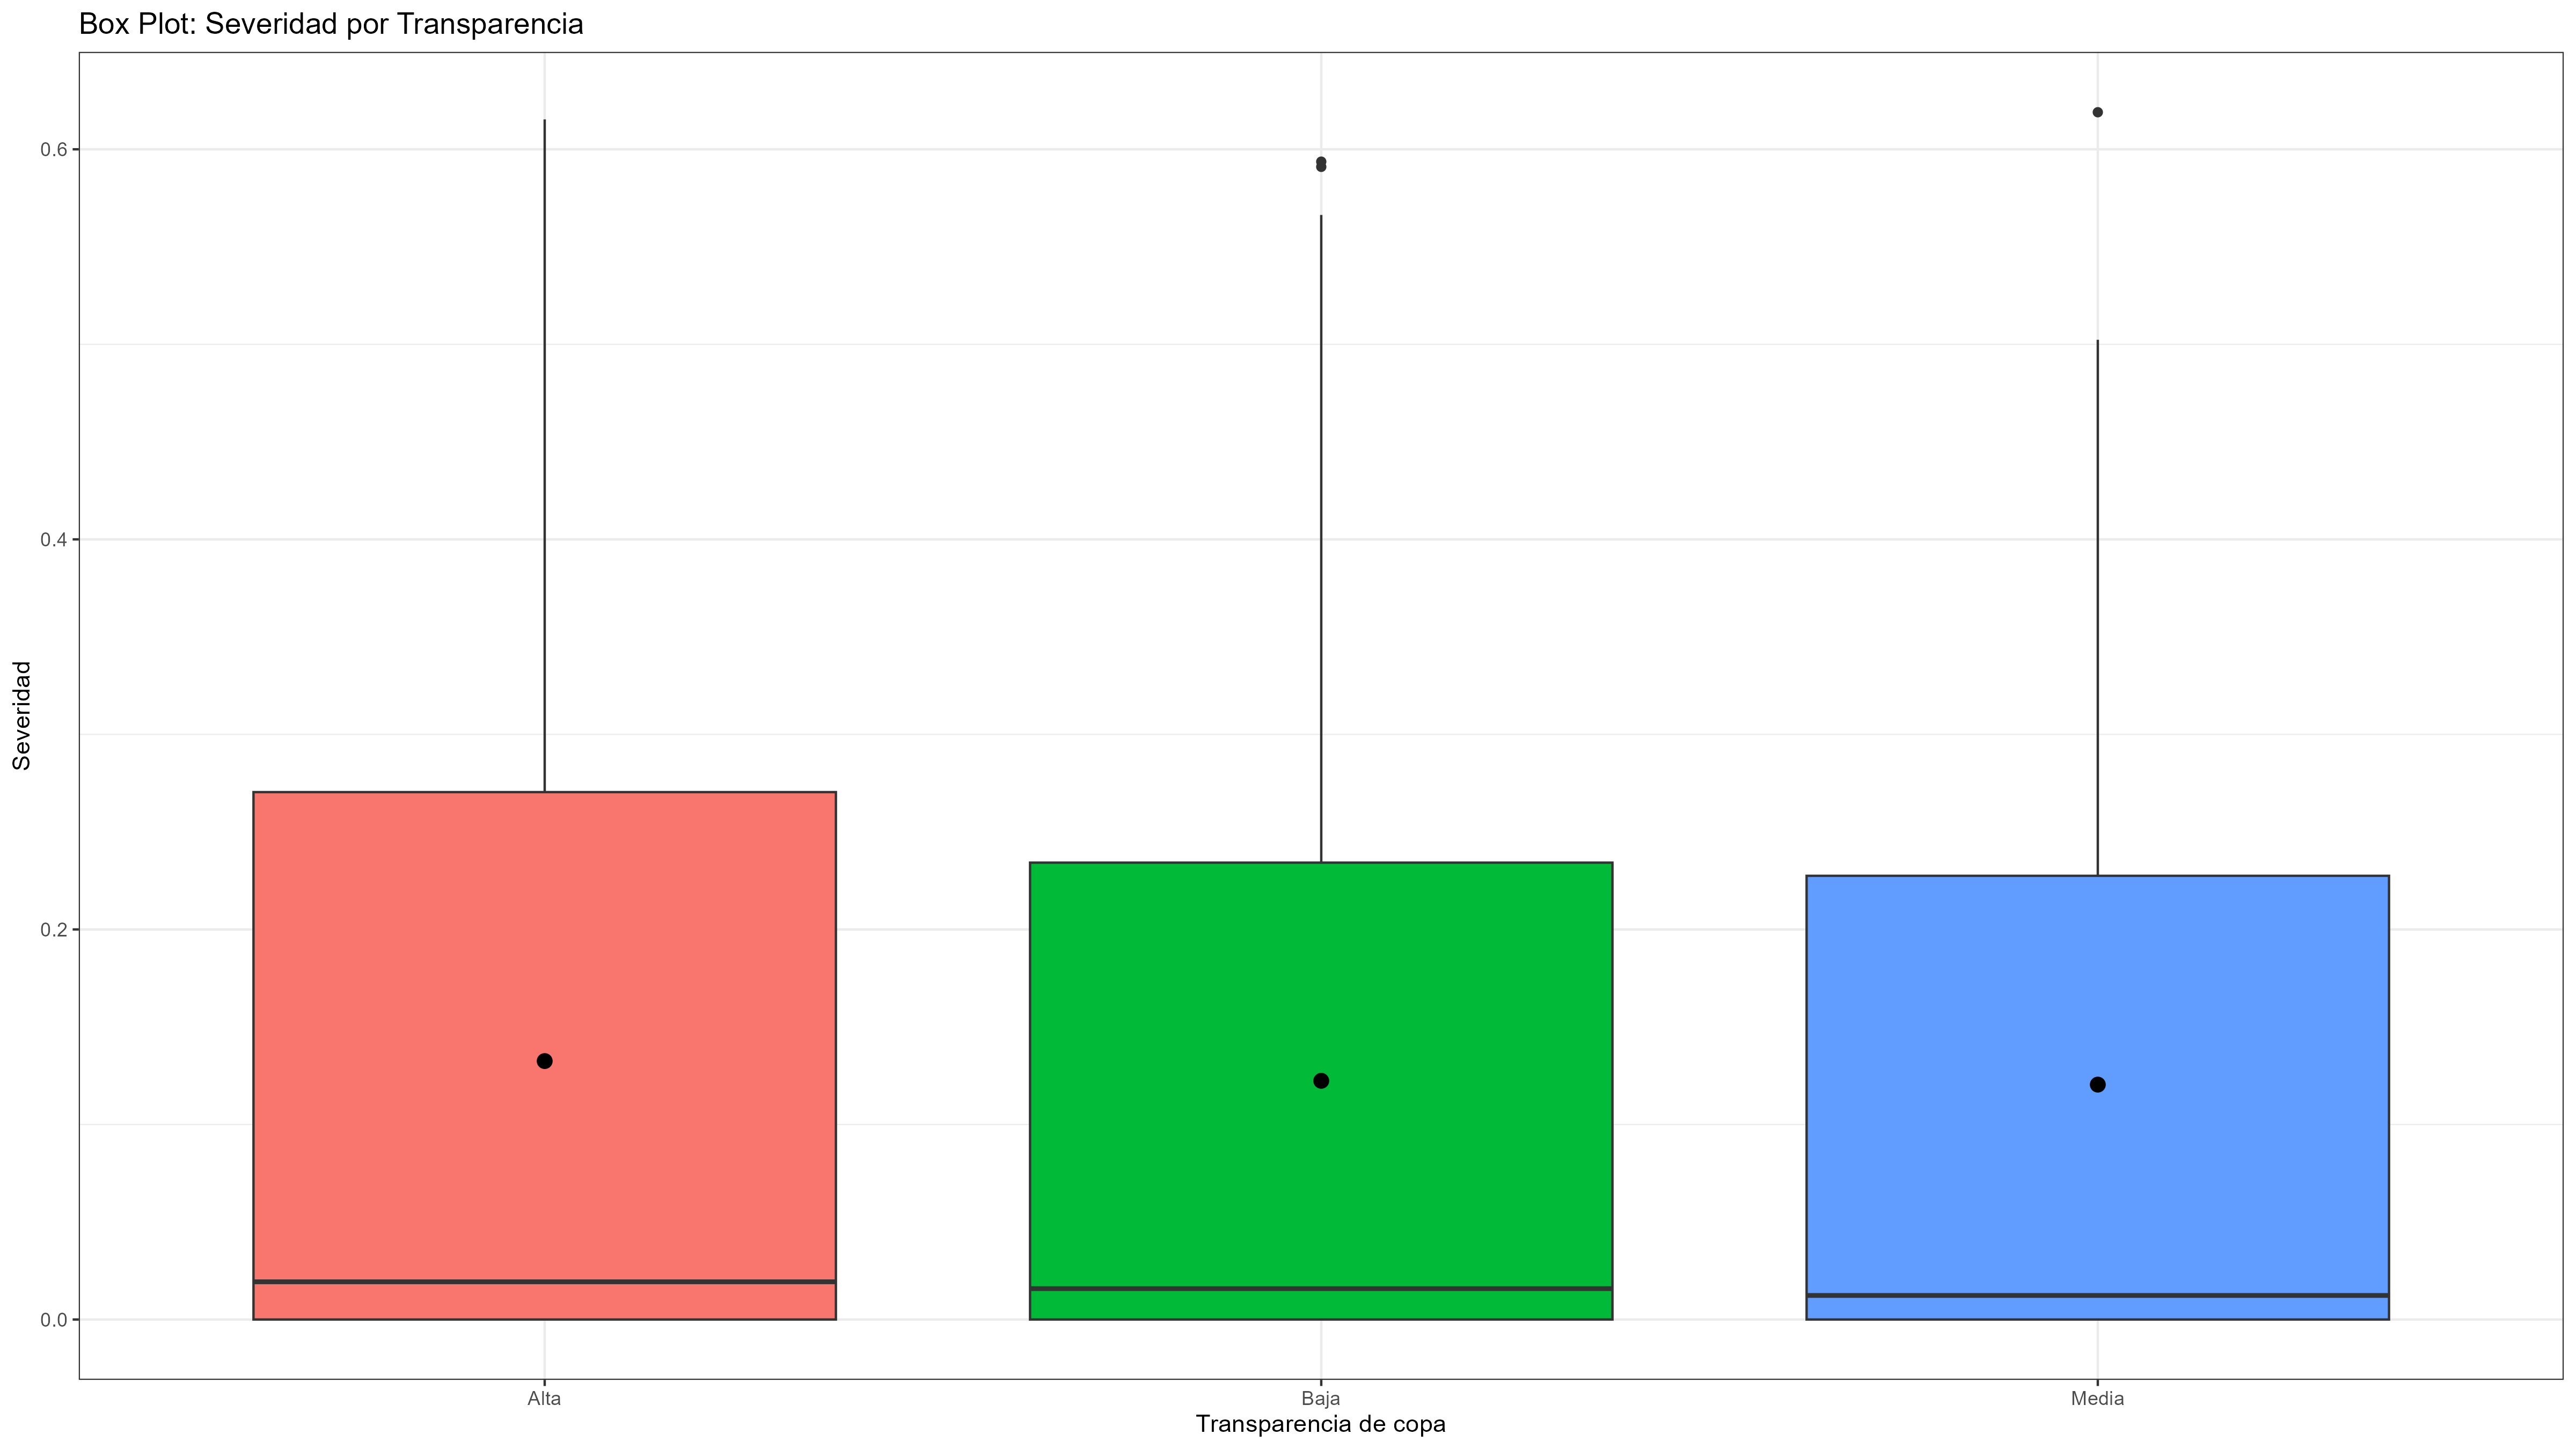 Box Plot: Severidad por Transparencia
0.6
0.4
0.2
0.0
Severidad
Alta
Baja
Media
Transparencia de copa